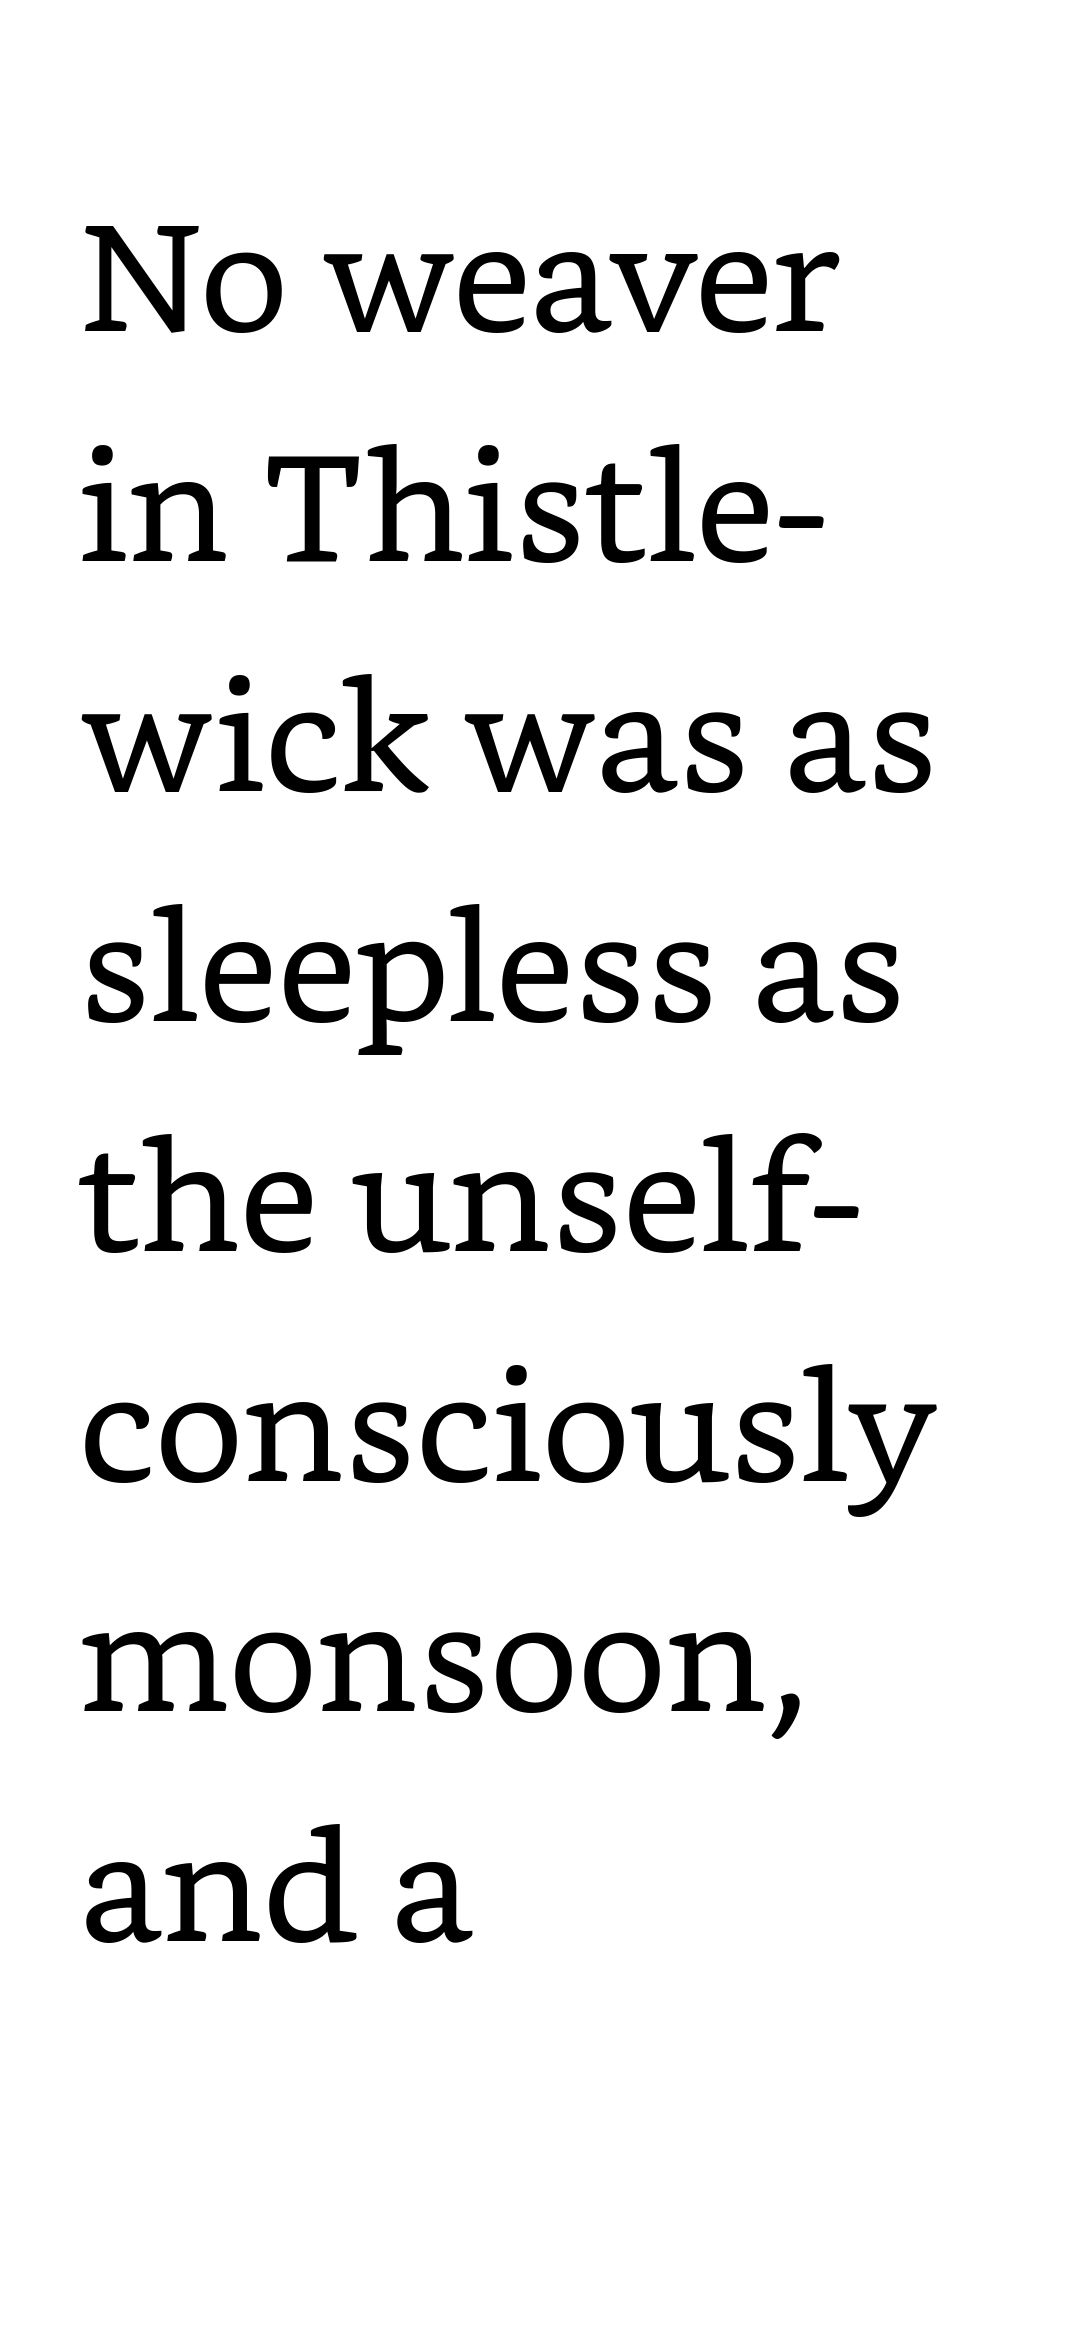 No weaver
in Thistle-
wick was as
sleepless as
the unself-
consciously
monsoon,
and a